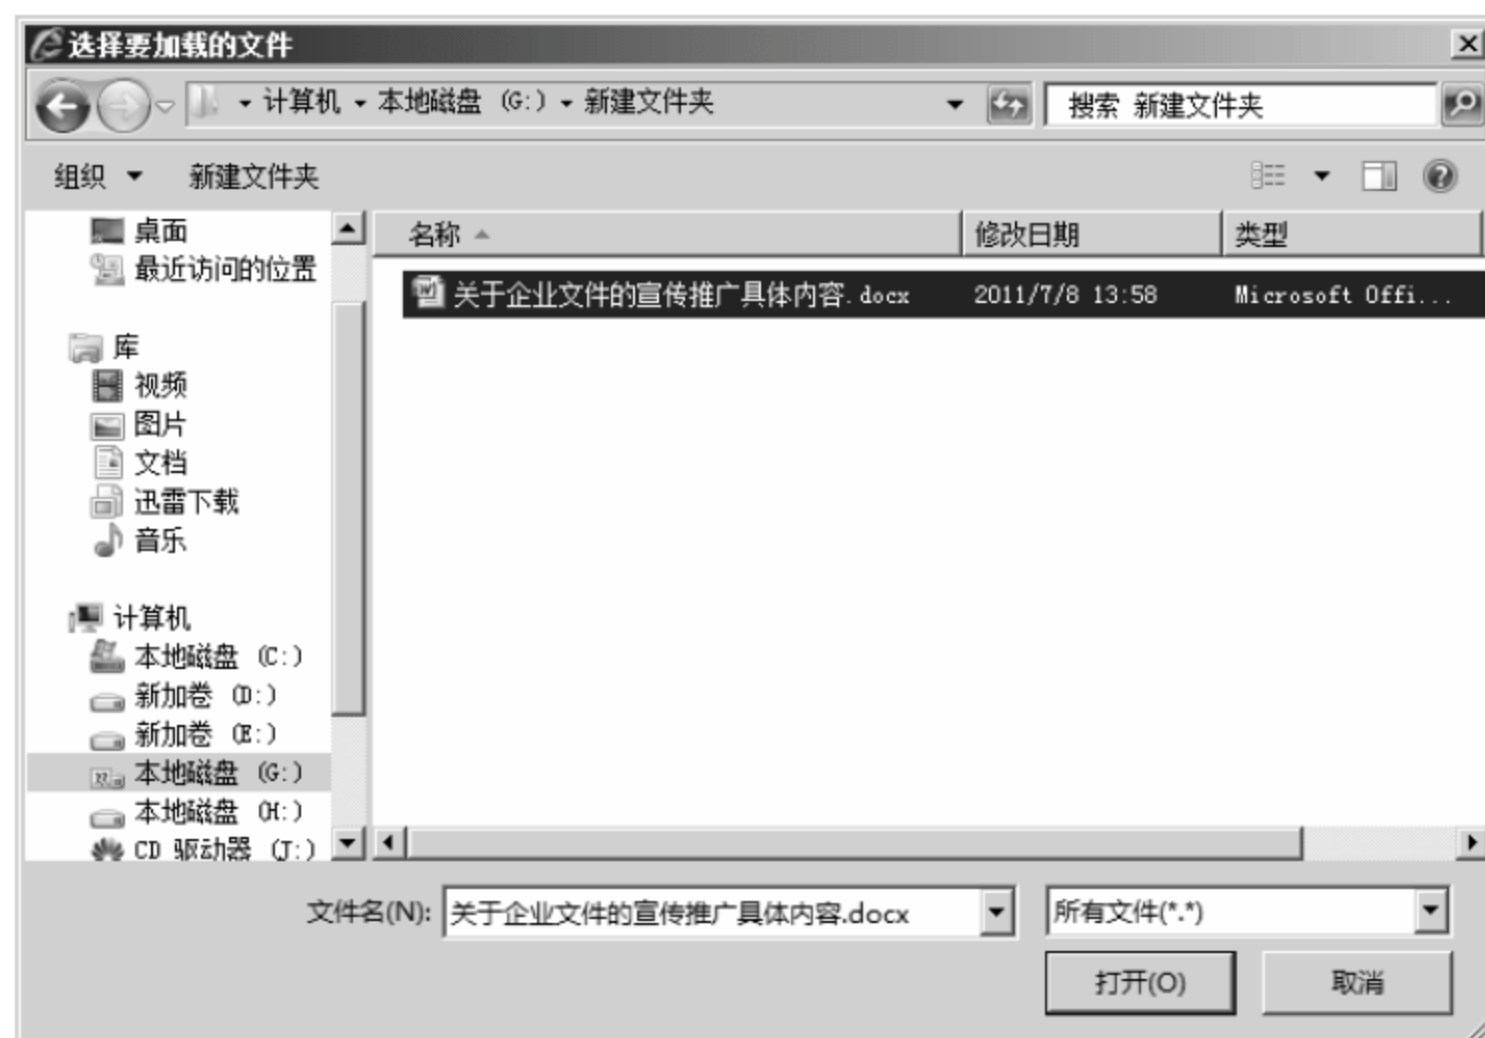 选择要加载的文件
计算机 本地磁盘 (G:) 新建文件夹
搜索 新建文件夹
组织 新建文件夹
桌面
最近访问的位置
库
视频
图片
文档
迅雷下载
音乐
计算机
本地磁盘 (C:)
新加卷 (D:)
新加卷 (E:)
本地磁盘 (G:)
本地磁盘 (H:)
CD 驱动器 (J:)
名称 修改日期 类型
关于企业文件的宣传推广具体内容.docx 2011/7/8 13:58 Microsoft Offi...
文件名(N): 关于企业文件的宣传推广具体内容.docx 所有文件(*.*)
打开(O) 取消